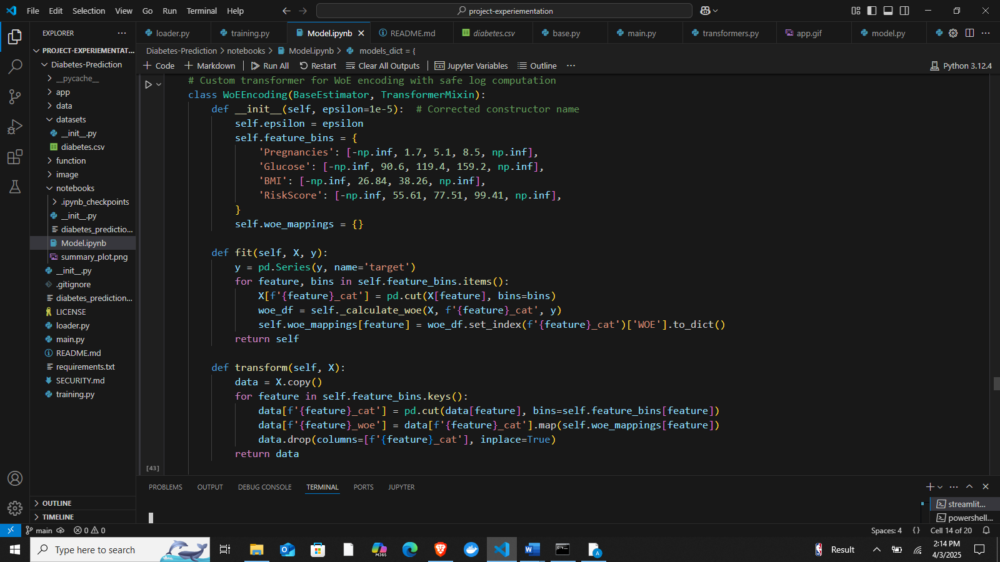 File Edit Selection View Go Run Terminal Help
project-experiementation
EXPLORER
loader.py
training.py
Model.ipynb
README.md
diabetes.csv
base.py
main.py
transformers.py
app.gif
model.py
PROJECT-EXPERIEMENTAT...
Diabetes-Prediction > notebooks > Model.ipynb > models_dict = {
Diabetes-Prediction
Code
Markdown
Run All
Restart
Clear All Outputs
Jupyter Variables
Outline
Python 3.12.4
__pycache__
app
data
datasets
__init__.py
diabetes.csv
function
image
notebooks
.ipynb_checkpoints
__init__.py
diabetes_predictio...
Model.ipynb
summary_plot.png
__init__.py
.gitignore
diabetes_prediction...
LICENSE
loader.py
main.py
README.md
requirements.txt
SECURITY.md
training.py
OUTLINE
TIMELINE
# Custom transformer for WoE encoding with safe log computation
class WoEEncoding(BaseEstimator, TransformerMixin):
    def __init__(self, epsilon=1e-5):  # Corrected constructor name
        self.epsilon = epsilon
        self.feature_bins = {
            'Pregnancies': [-np.inf, 1.7, 5.1, 8.5, np.inf],
            'Glucose': [-np.inf, 90.6, 119.4, 159.2, np.inf],
            'BMI': [-np.inf, 26.84, 38.26, np.inf],
            'RiskScore': [-np.inf, 55.61, 77.51, 99.41, np.inf],
        }
        self.woe_mappings = {}
    def fit(self, X, y):
        y = pd.Series(y, name='target')
        for feature, bins in self.feature_bins.items():
            X[f'{feature}_cat'] = pd.cut(X[feature], bins=bins)
            woe_df = self._calculate_woe(X, f'{feature}_cat', y)
            self.woe_mappings[feature] = woe_df.set_index(f'{feature}_cat')['WOE'].to_dict()
        return self
    def transform(self, X):
        data = X.copy()
        for feature in self.feature_bins.keys():
            data[f'{feature}_cat'] = pd.cut(data[feature], bins=self.feature_bins[feature])
            data[f'{feature}_woe'] = data[f'{feature}_cat'].map(self.woe_mappings[feature])
            data.drop(columns=[f'{feature}_cat'], inplace=True)
        return data
[43]
PROBLEMS OUTPUT DEBUG CONSOLE TERMINAL PORTS JUPYTER
streamlit...
powershell...
main
0 0
Spaces: 4
{}
Cell 14 of 20
Type here to search
M365
Result
2:14 PM
4/3/2025